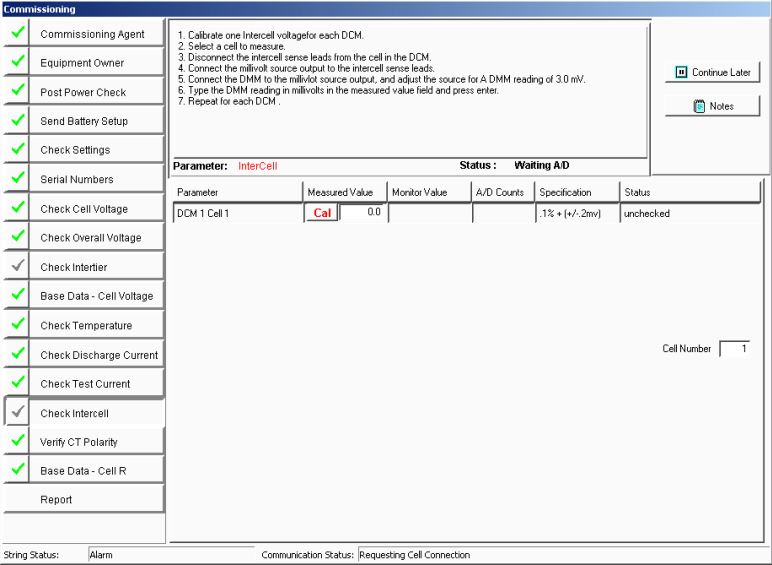 Commissioning
Commissioning Agent
Equipment Owner
Post Power Check
Send Battery Setup
Check Settings
Serial Numbers
Check Cell Voltage
Check Overall Voltage
Check Intertier
Base Data - Cell Voltage
Check Temperature
Check Discharge Current
Check Test Current
Check Intercell
Verify CT Polarity
Base Data - Cell R
Report
1. Calibrate one Intercell voltagefor each DCM.
2. Select a cell to measure.
3. Disconnect the intercell sense leads from the cell in the DCM.
4. Connect the millivolt source output to the intercell sense leads.
5. Connect the DMM to the millivlot source output, and adjust the source for A DMM reading of 3.0 mV.
6. Type the DMM reading in millivolts in the measured value field and press enter.
7. Repeat for each DCM .
Continue Later
Notes
Parameter: InterCell Status : Waiting A/D
Parameter Measured Value Monitor Value A/D Counts Specification Status
DCM 1 Cell 1 Cal 0.0 .1% + (+/-.2mv) unchecked
Cell Number 1
String Status: Alarm Communication Status: Requesting Cell Connection